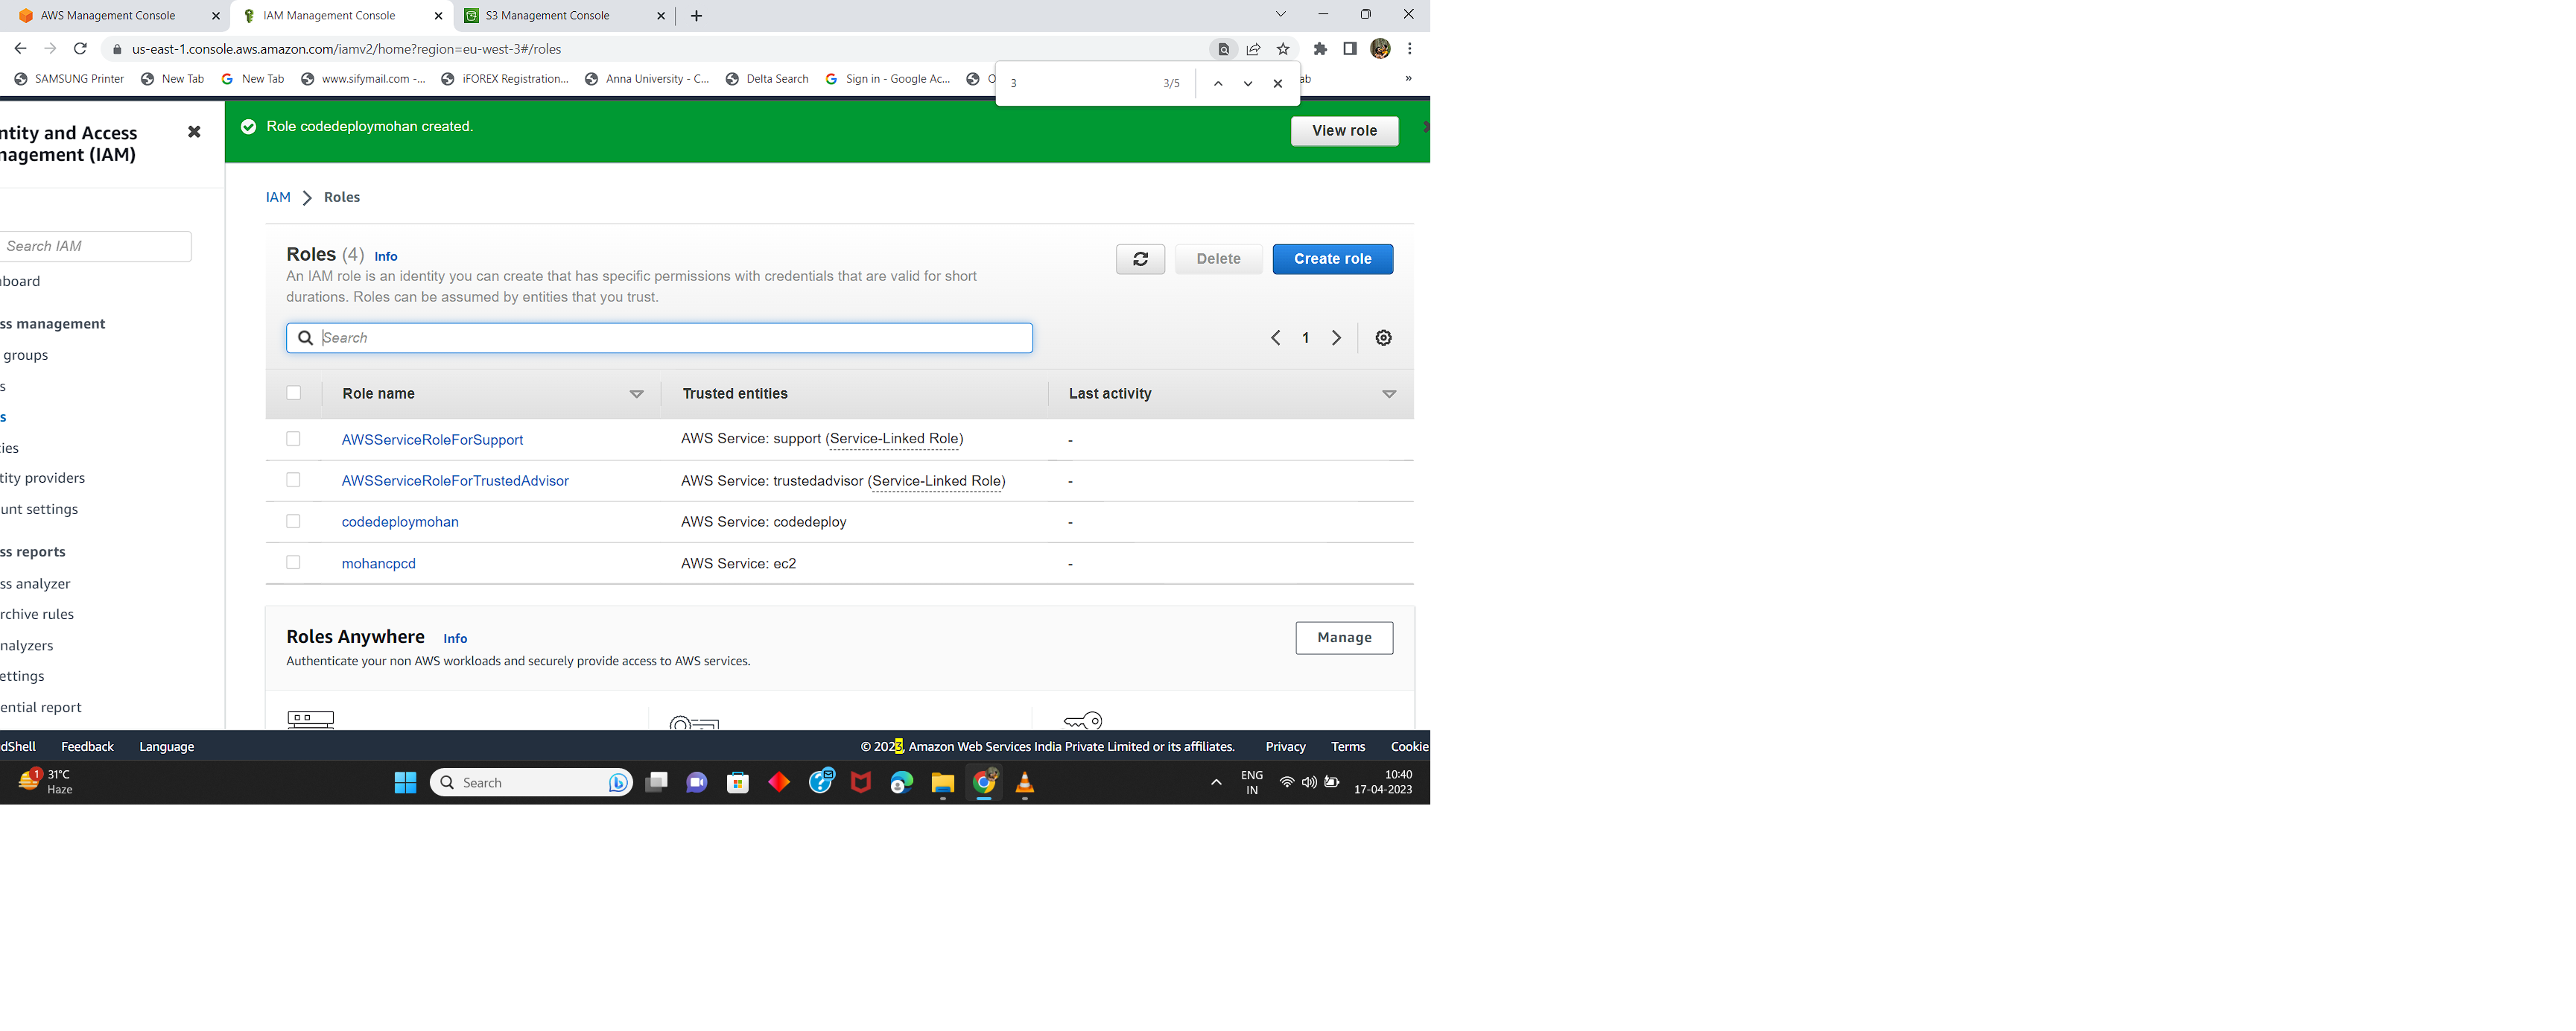 AWS Management Console
IAM Management Console
S3 Management Console
us-east-1.console.aws.amazon.com/iamv2/home?region=eu-west-3#/roles
SAMSUNG Printer
New Tab
New Tab
www.sifymail.com -...
iFOREX Registration...
Anna University - C...
Delta Search
Sign in - Google Ac...
O
ab
»
3
3/5
ntity and Access
nagement (IAM)
Search IAM
board
ss management
groups
s
s
ies
tity providers
unt settings
ss reports
ss analyzer
rchive rules
nalyzers
ettings
ential report
Role codedeploymohan created.
View role
IAM
Roles
Roles (4) Info
An IAM role is an identity you can create that has specific permissions with credentials that are valid for short
durations. Roles can be assumed by entities that you trust.
Delete
Create role
Search
1
Role name Trusted entities Last activity
AWSServiceRoleForSupport AWS Service: support (Service-Linked Role) -
AWSServiceRoleForTrustedAdvisor AWS Service: trustedadvisor (Service-Linked Role) -
codedeploymohan AWS Service: codedeploy -
mohancpcd AWS Service: ec2 -
Roles Anywhere Info
Authenticate your non AWS workloads and securely provide access to AWS services.
Manage
dShell Feedback Language
© 2023, Amazon Web Services India Private Limited or its affiliates. Privacy Terms Cookie
1
31°C
Haze
Search
ENG
IN
10:40
17-04-2023